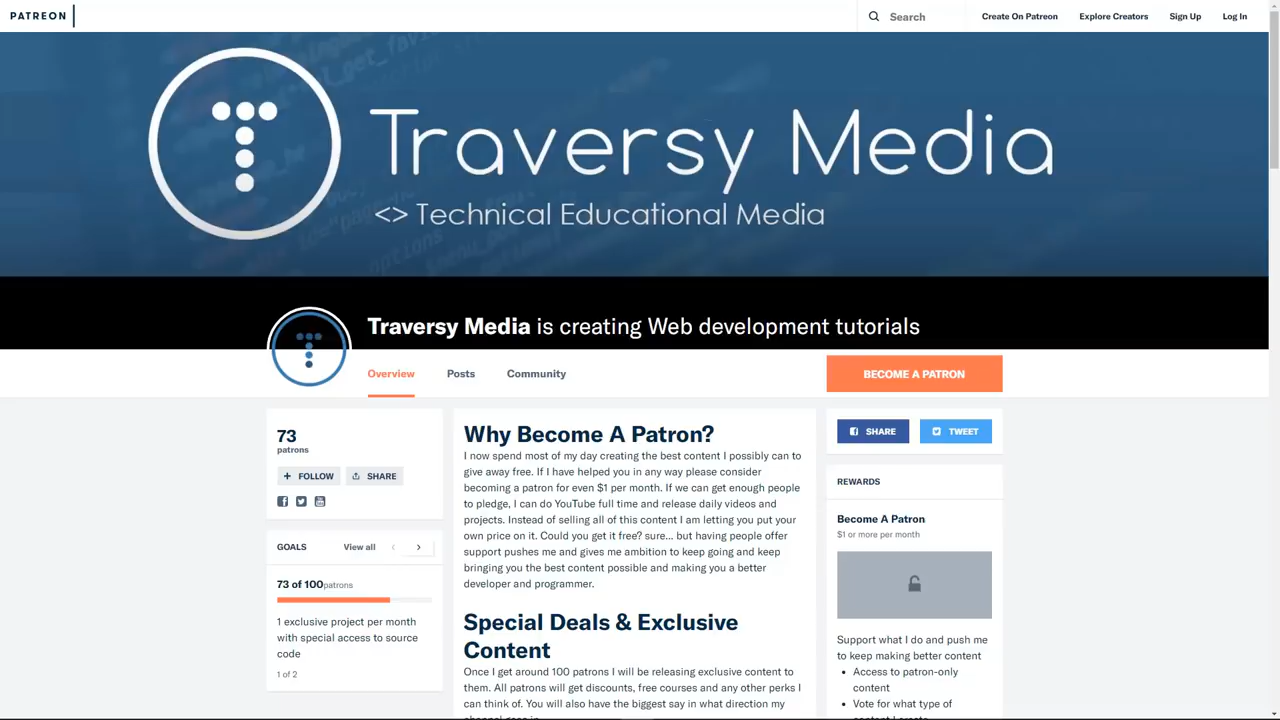 PATREON
Search
Create On Patreon
Explore Creators
Sign Up
Log In
Traversy Media
<> Technical Educational Media
Traversy Media is creating Web development tutorials
Overview
Posts
Community
BECOME A PATRON
73
patrons
+ FOLLOW
SHARE
GOALS
View all
73 of 100 patrons
1 exclusive project per month
with special access to source
code
1 of 2
Why Become A Patron?
I now spend most of my day creating the best content I possibly can to
give away free. If I have helped you in any way please consider
becoming a patron for even $1 per month. If we can get enough people
to pledge, I can do YouTube full time and release daily videos and
projects. Instead of selling all of this content I am letting you put your
own price on it. Could you get it free? sure... but having people offer
support pushes me and gives me ambition to keep going and keep
bringing you the best content possible and making you a better
developer and programmer.
Special Deals & Exclusive
Content
Once I get around 100 patrons I will be releasing exclusive content to
them. All patrons will get discounts, free courses and any other perks I
can think of. You will also have the biggest say in what direction my
SHARE
TWEET
REWARDS
Become A Patron
$1 or more per month
Support what I do and push me
to keep making better content
• Access to patron-only
content
• Vote for what type of